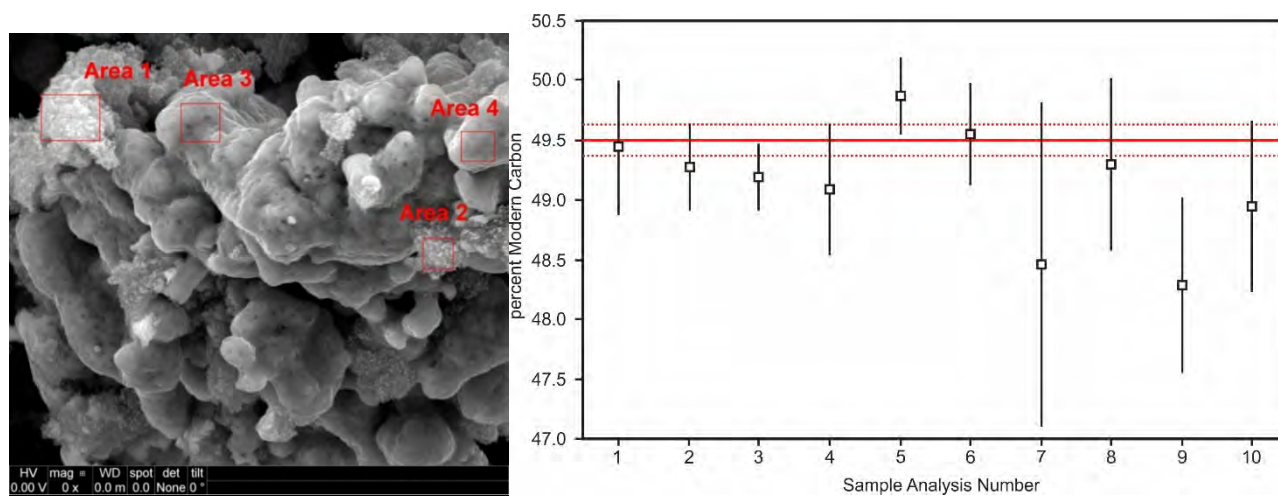 Area 1
Area 3
Area 4
Area 2
HV mag ⊞ WD spot det tilt
0.00 V 0 x 0.0 m 0.0 None 0 °
percent Modern Carbon
50.5
50.0
49.5
49.0
48.5
48.0
47.5
47.0
1 2 3 4 5 6 7 8 9 10
Sample Analysis Number